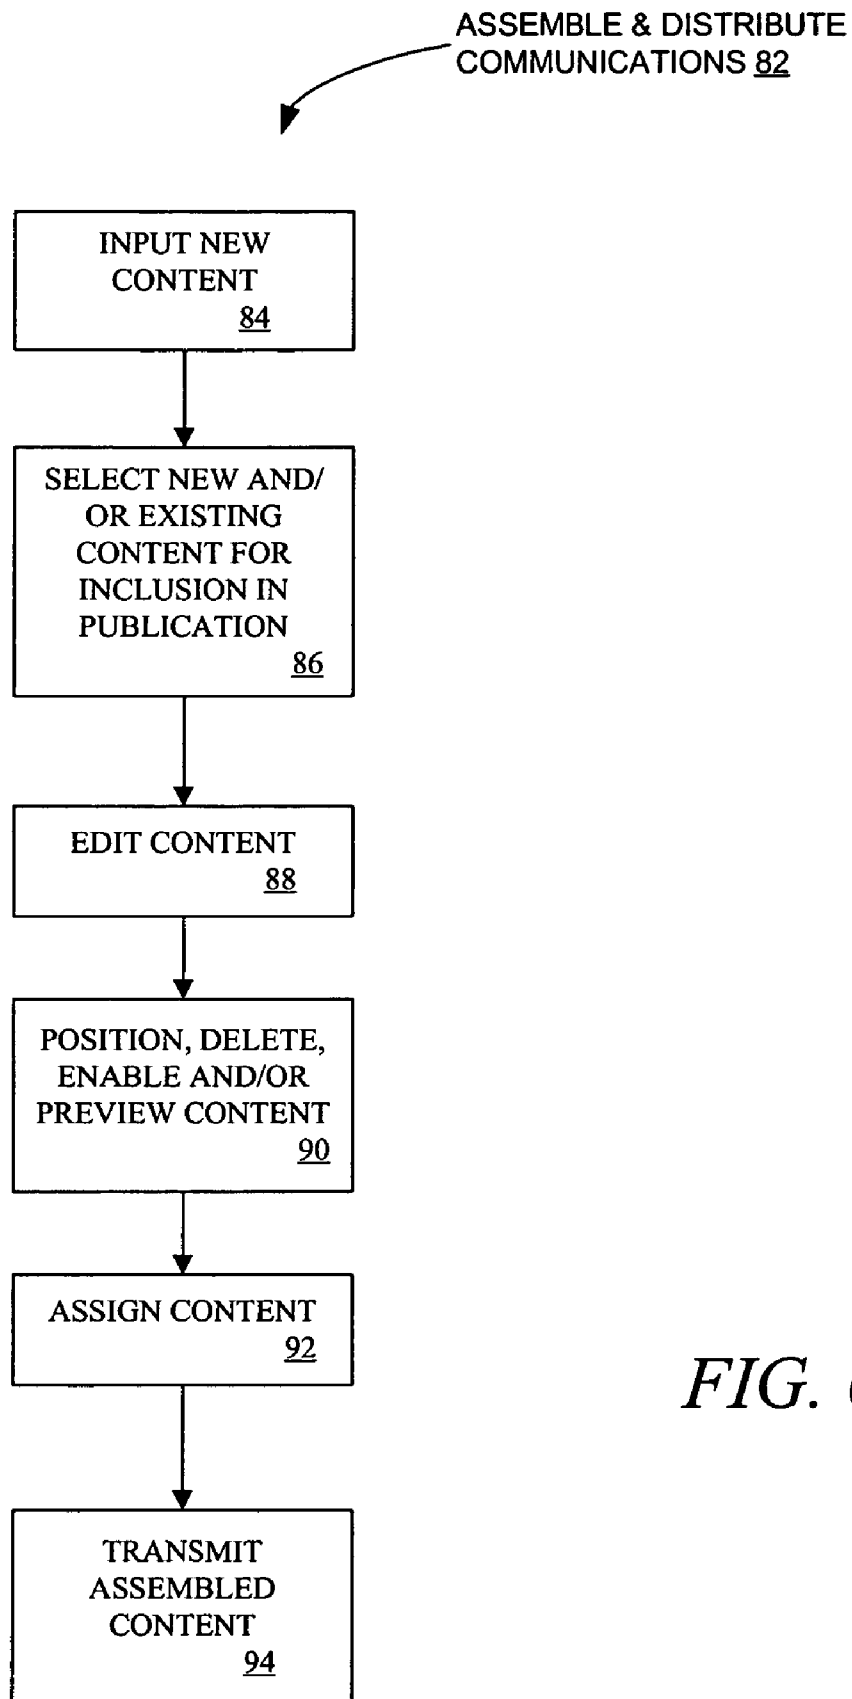 ASSEMBLE & DISTRIBUTE
COMMUNICATIONS 82
INPUT NEW
CONTENT
84
SELECT NEW AND/
OR EXISTING
CONTENT FOR
INCLUSION IN
PUBLICATION
86
EDIT CONTENT
88
POSITION, DELETE,
ENABLE AND/OR
PREVIEW CONTENT
90
ASSIGN CONTENT
92
FIG.
TRANSMIT
ASSEMBLED
CONTENT
94